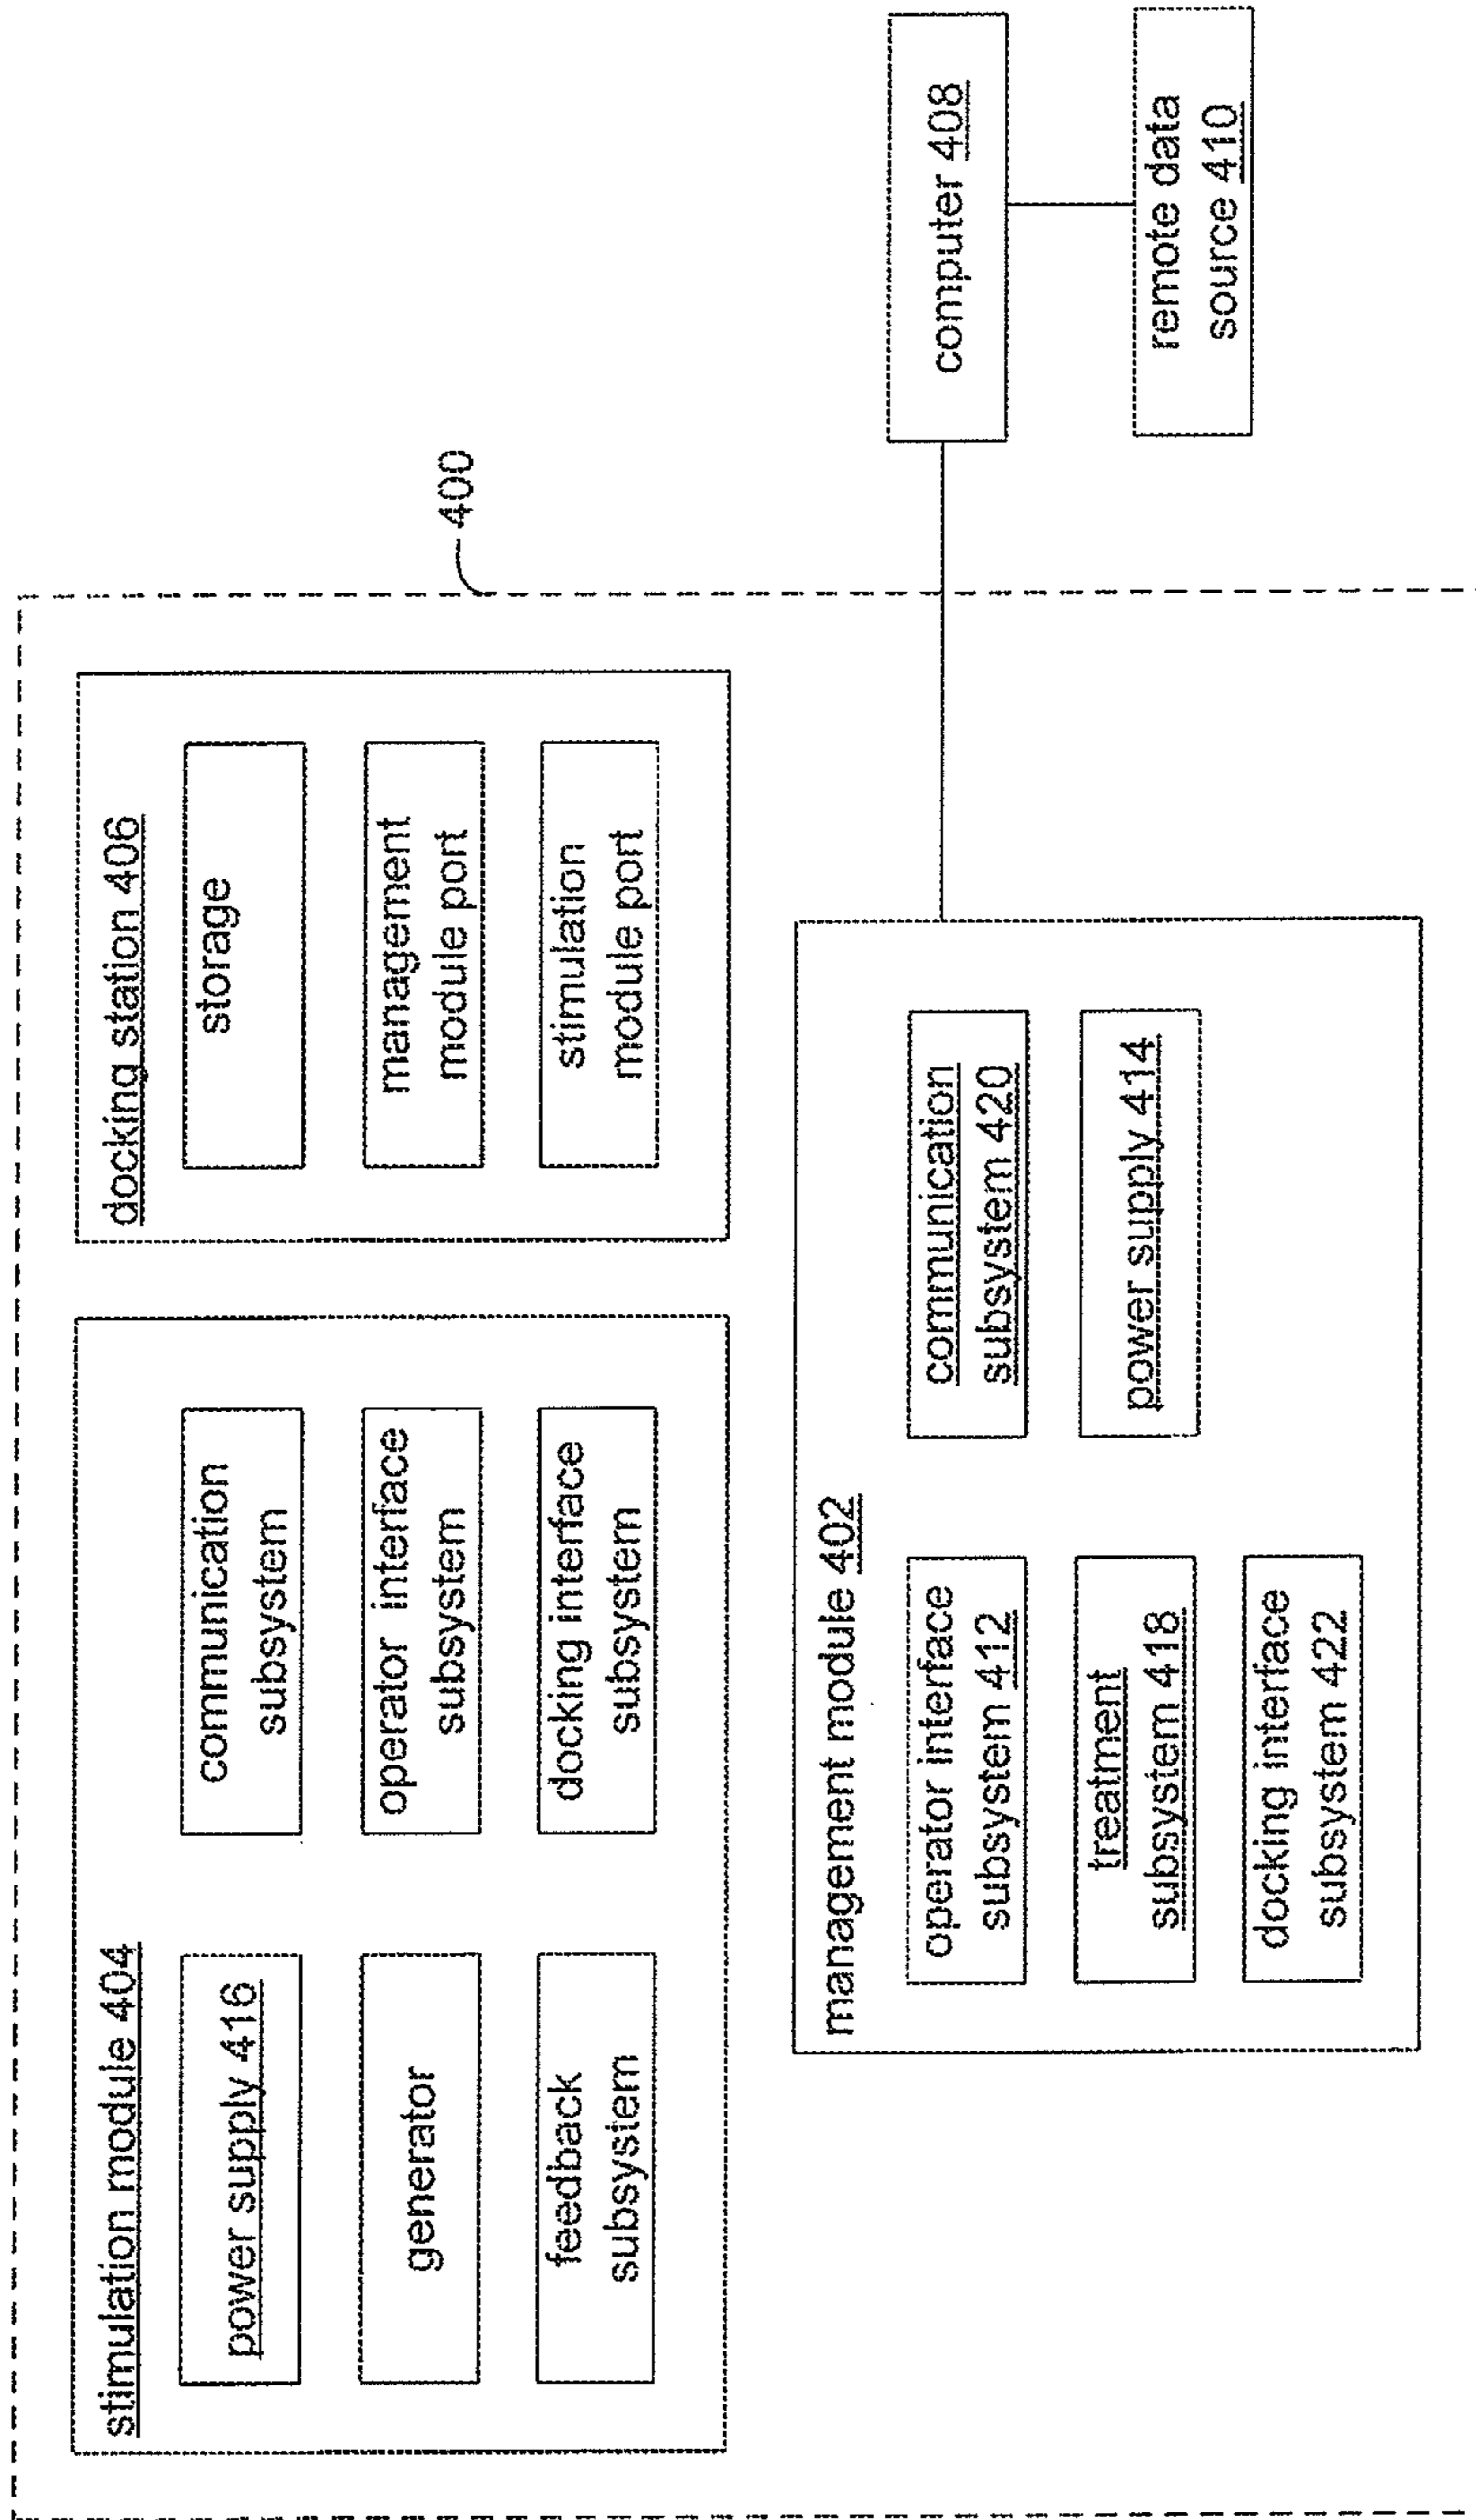 400
stimulation module 404
power supply 416
generator
feedback
subsystem
communication
subsystem
operator interface
subsystem
docking interface
subsystem
docking station 406
storage
management
module port
stimulation
module port
management module 402
operator interface
subsystem 412
treatment
subsystem 418
docking interface
subsystem 422
communication
subsystem 420
power supply 414
computer 408
remote data
source 410